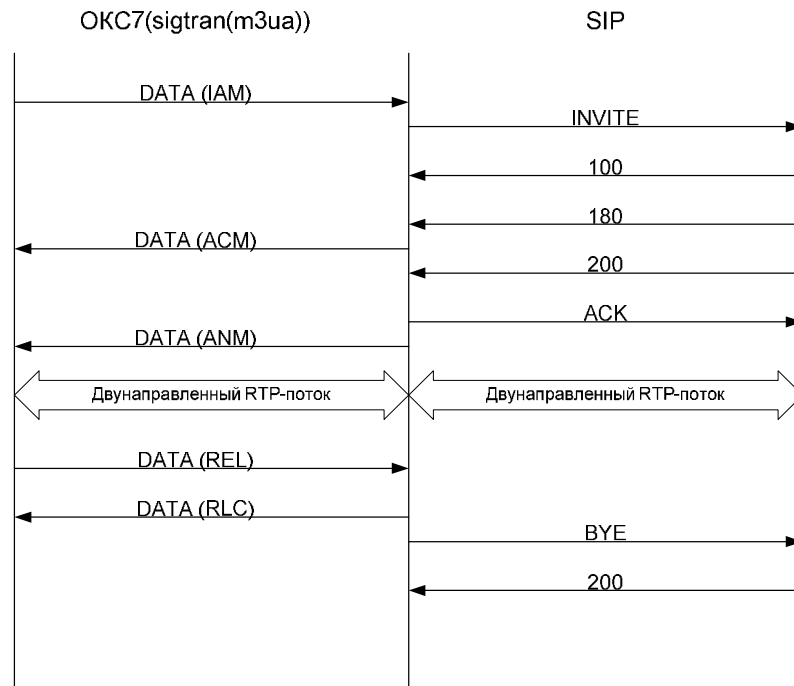 ОКС7(sigtran(m3ua))
SIP
DATA (IAM)
INVITE
100
180
DATA (ACM)
200
ACK
DATA (ANM)
Двунаправленный RTP-поток
Двунаправленный RTP-поток
DATA (REL)
DATA (RLC)
BYE
200